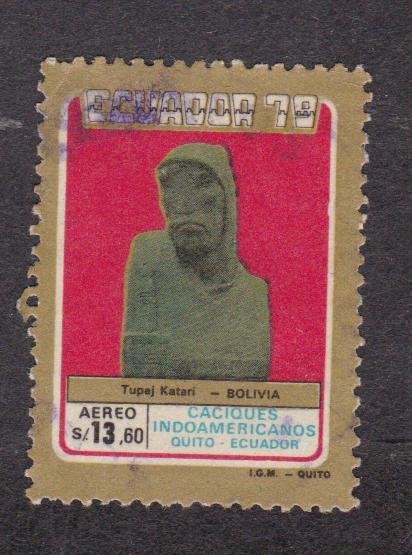 ECUADOR 78
Tupaj Katari — BOLIVIA
AEREO
S/. 13,60
CACIQUES
INDOAMERICANOS
QUITO - ECUADOR
I.G.M. — QUITO